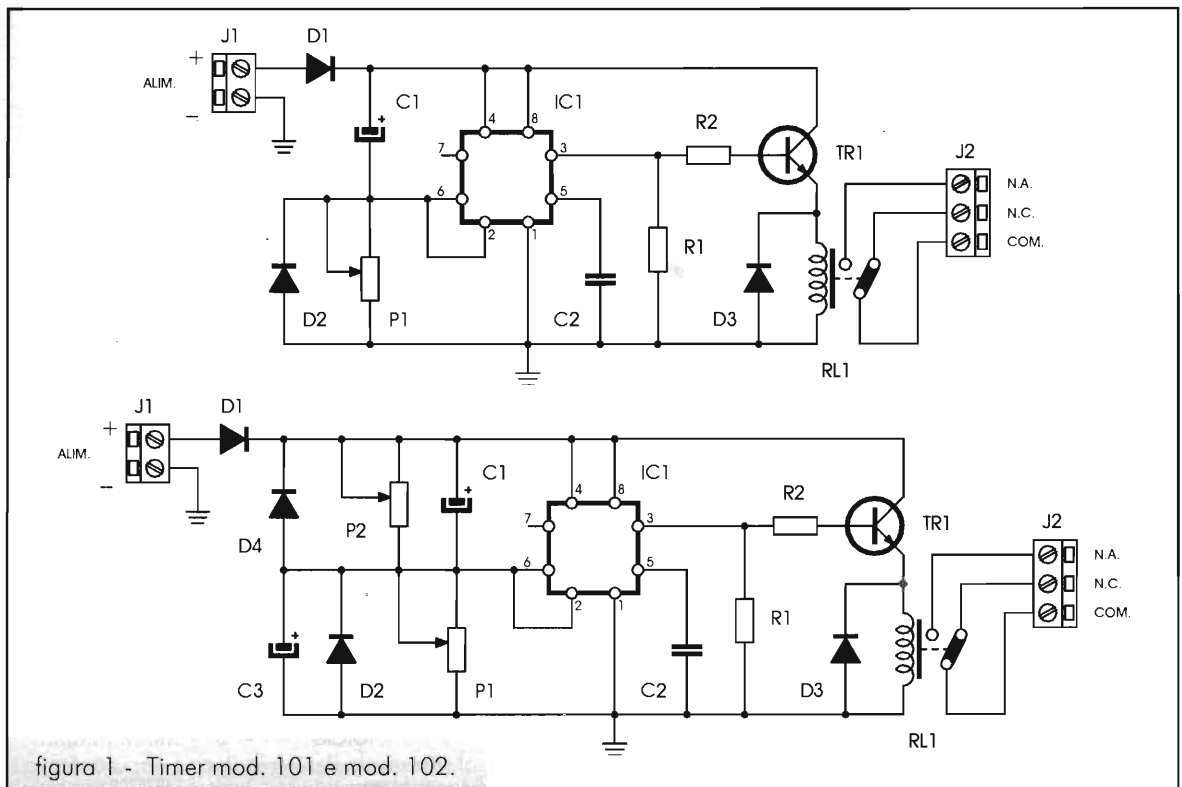 J1
D1
+
ALIM.
−
C1
IC1
4
8
7
3
6
5
2
1
R2
TR1
J2
N.A.
N.C.
COM.
R1
D2
P1
C2
D3
RL1
J1
D1
+
ALIM.
--
C1
IC1
P2
D4
4
8
7
3
6
5
2
1
R2
TR1
J2
N.A.
N.C.
COM.
R1
C3
D2
P1
C2
D3
RL1
figura 1 - Timer mod. 101 e mod. 102.